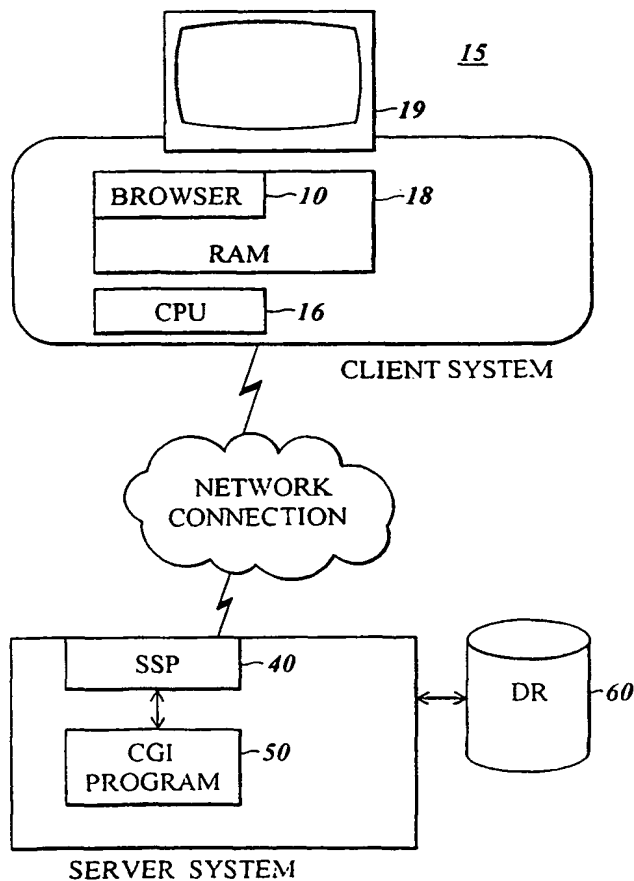 15
19
BROWSER
10
18
RAM
CPU
16
CLIENT SYSTEM
NETWORK
CONNECTION
SSP
40
DR
60
CGI
PROGRAM
50
SERVER SYSTEM